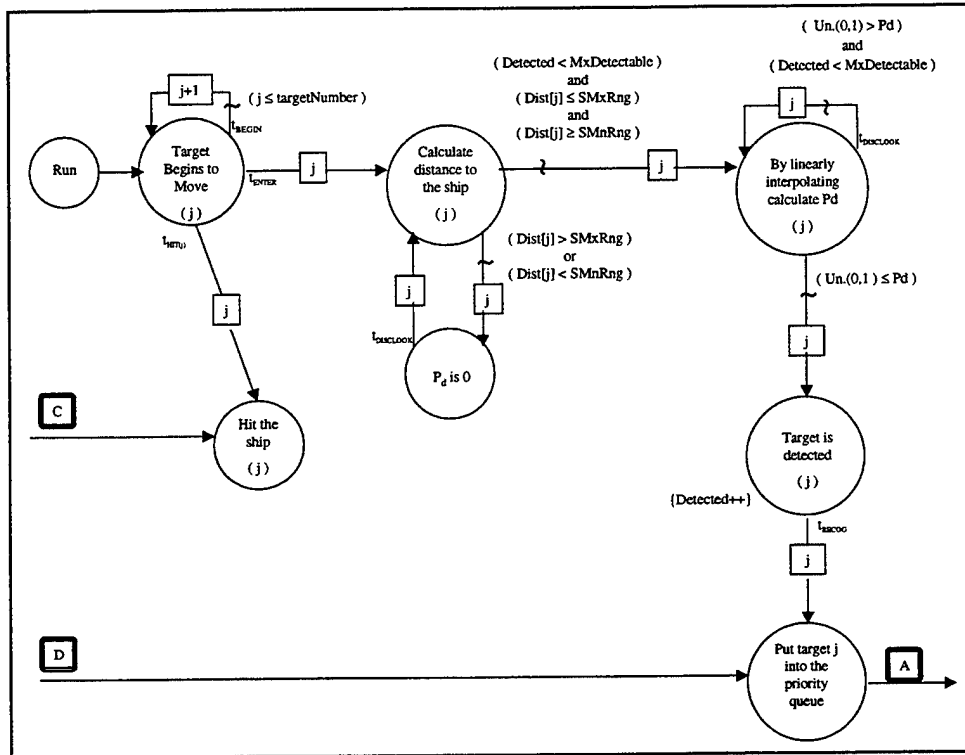 ( Un.(0,1) > Pd )
and
( Detected < MxDetectable )
( Detected < MxDetectable )
and
( Dist[j] ≤ SMxRng )
and
( Dist[j] ≥ SMnRng )
j+1
( j ≤ targetNumber )
t_BEGIN
j
t_DISCLOOK
Run
Target
Begins to
Move
( j )
t_ENTER
j
Calculate
distance to
the ship
( j )
j
By linearly
interpolating
calculate Pd
( j )
t_HIT(j)
j
( Dist[j] > SMxRng )
or
( Dist[j] < SMnRng )
j
j
t_DISCLOOK
P_d is 0
( Un.(0,1 ) ≤ Pd )
j
C
Hit the
ship
( j )
Target is
detected
( j )
{Detected++}
t_RECOG
j
D
Put target j
into the
priority
queue
A